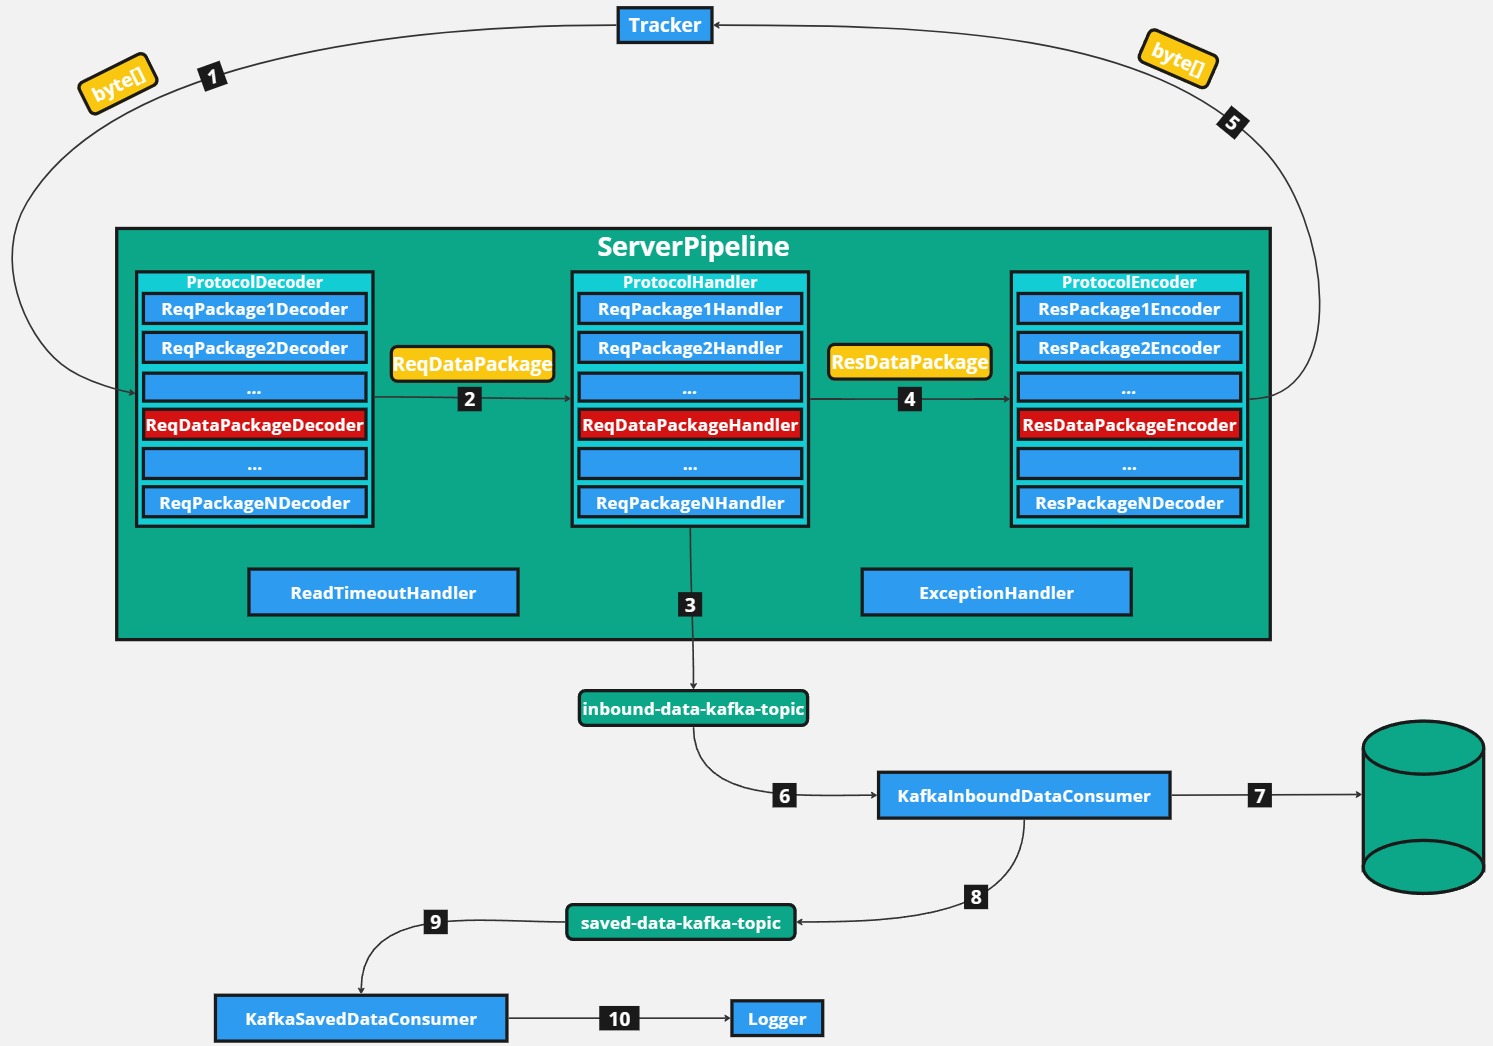 Tracker
byte[]
1
byte[]
5
ServerPipeline
ProtocolDecoder
ReqPackage1Decoder
ReqPackage2Decoder
...
ReqDataPackageDecoder
...
ReqPackageNDecoder
ReqDataPackage
2
ProtocolHandler
ReqPackage1Handler
ReqPackage2Handler
...
ReqDataPackageHandler
...
ReqPackageNHandler
ResDataPackage
4
ProtocolEncoder
ResPackage1Encoder
ResPackage2Encoder
...
ResDataPackageEncoder
...
ResPackageNDecoder
ReadTimeoutHandler
3
ExceptionHandler
inbound-data-kafka-topic
6
KafkaInboundDataConsumer
7
8
saved-data-kafka-topic
9
KafkaSavedDataConsumer
10
Logger